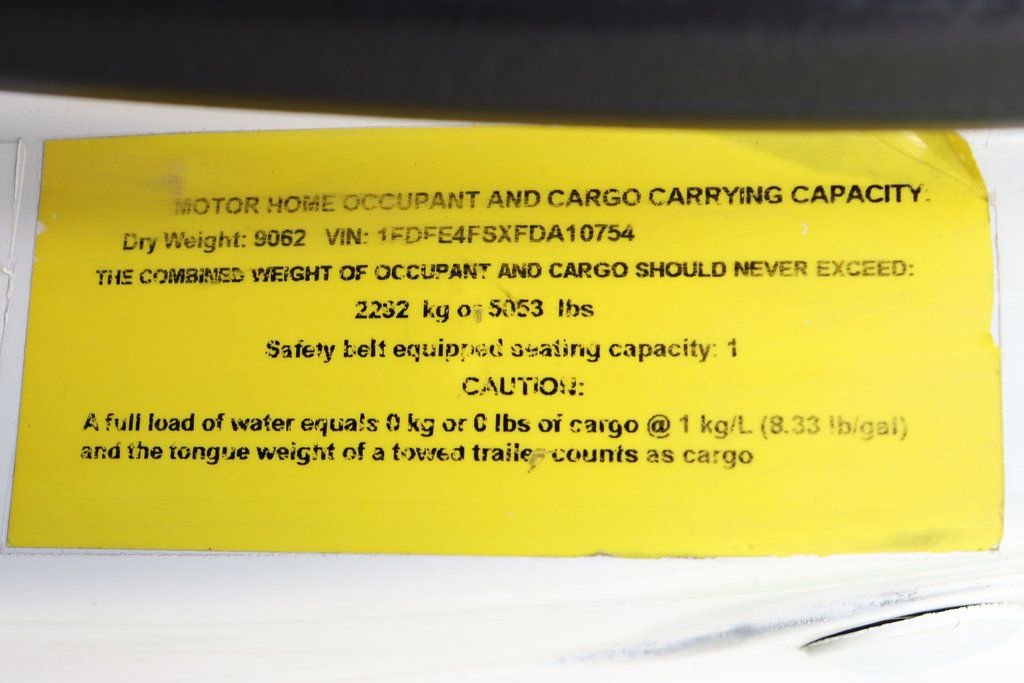 MOTOR HOME OCCUPANT AND CARGO CARRYING CAPACITY:
Dry Weight: 9062 VIN: 1FDFE4FSXFDA10754
THE COMBINED WEIGHT OF OCCUPANT AND CARGO SHOULD NEVER EXCEED:
2292 kg or 5053 lbs
Safety belt equipped seating capacity: 1
CAUTION:
A full load of water equals 0 kg or 0 lbs of cargo @ 1 kg/L (8.33 lb/gal)
and the tongue weight of a towed trailer counts as cargo